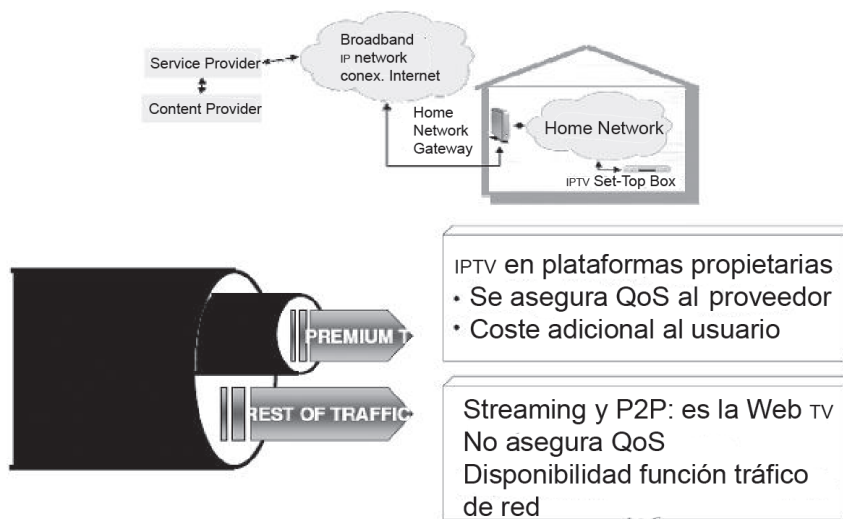 Service Provider
Content Provider
Broadband
IP network
conex. Internet
Home
Network
Gateway
Home Network
IPTV Set-Top Box
PREMIUM T
REST OF TRAFFIC
IPTV en plataformas propietarias
• Se asegura QoS al proveedor
• Coste adicional al usuario
Streaming y P2P: es la Web TV
No asegura QoS
Disponibilidad función tráfico
de red